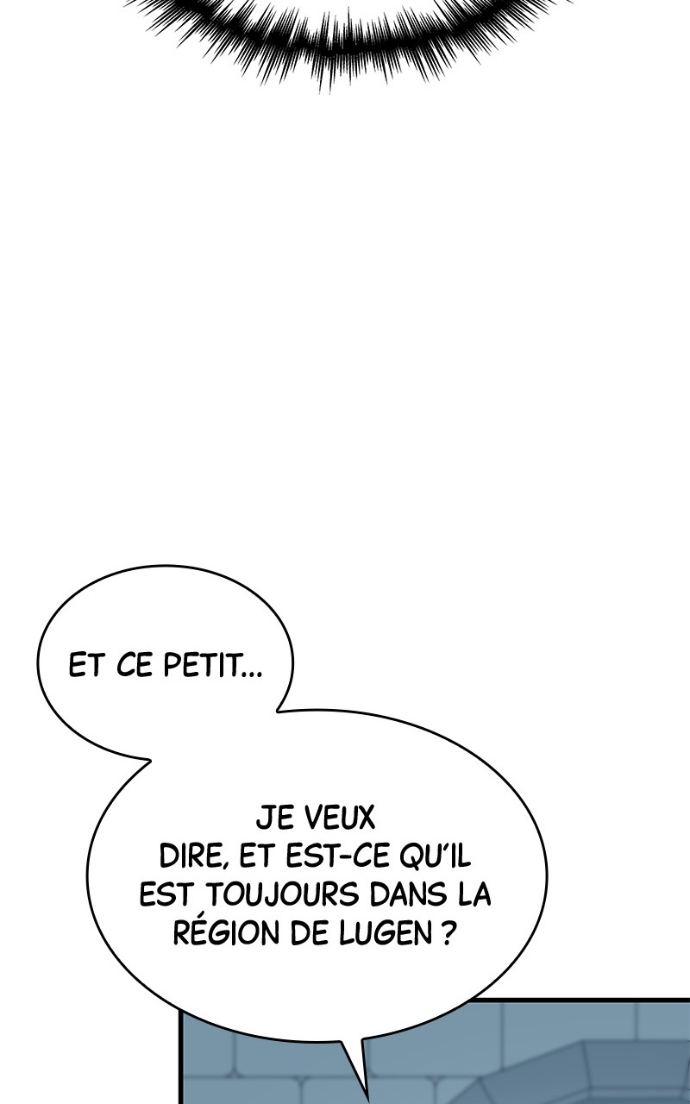 ET CE PETIT...
JE VEUX
DIRE, ET EST-CE QU'IL
EST TOUJOURS DANS LA
RÉGION DE LUGEN ?